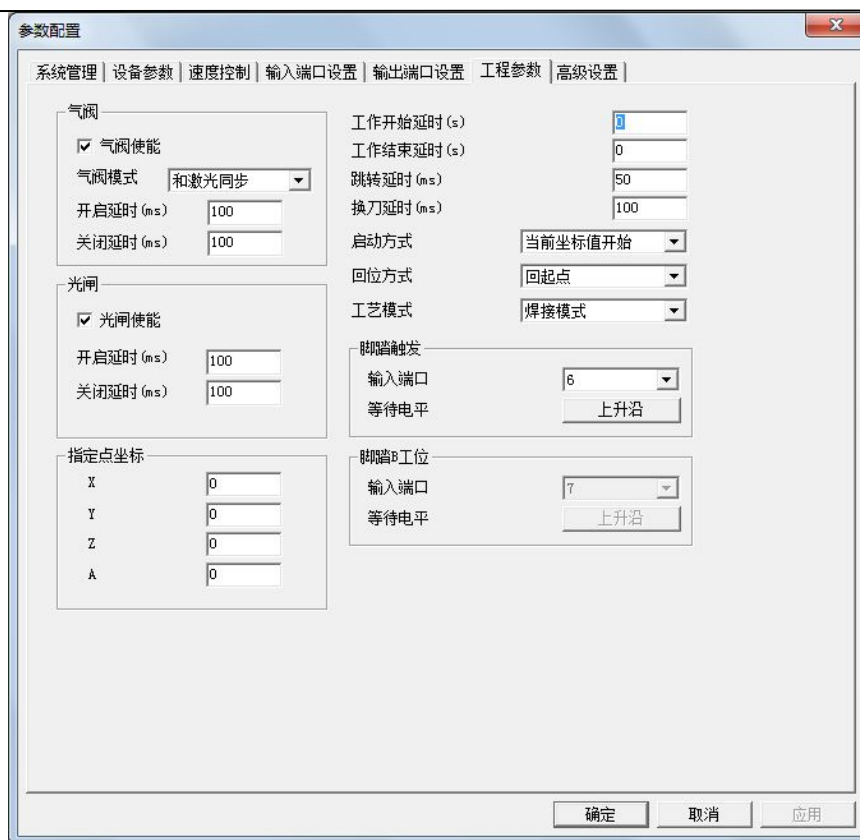 参数配置
系统管理 设备参数 速度控制 输入端口设置 输出端口设置 工程参数 高级设置
气阀
气阀使能
气阀模式 和激光同步
开启延时(ms) 100
关闭延时(ms) 100
光闸
光闸使能
开启延时(ms) 100
关闭延时(ms) 100
指定点坐标
X 0
Y 0
Z 0
A 0
工作开始延时(s) 0
工作结束延时(s) 0
跳转延时(ms) 50
换刀延时(ms) 100
启动方式 当前坐标值开始
回位方式 回起点
工艺模式 焊接模式
脚踏触发
输入端口 6
等待电平 上升沿
脚踏B工位
输入端口 7
等待电平 上升沿
确定 取消 应用